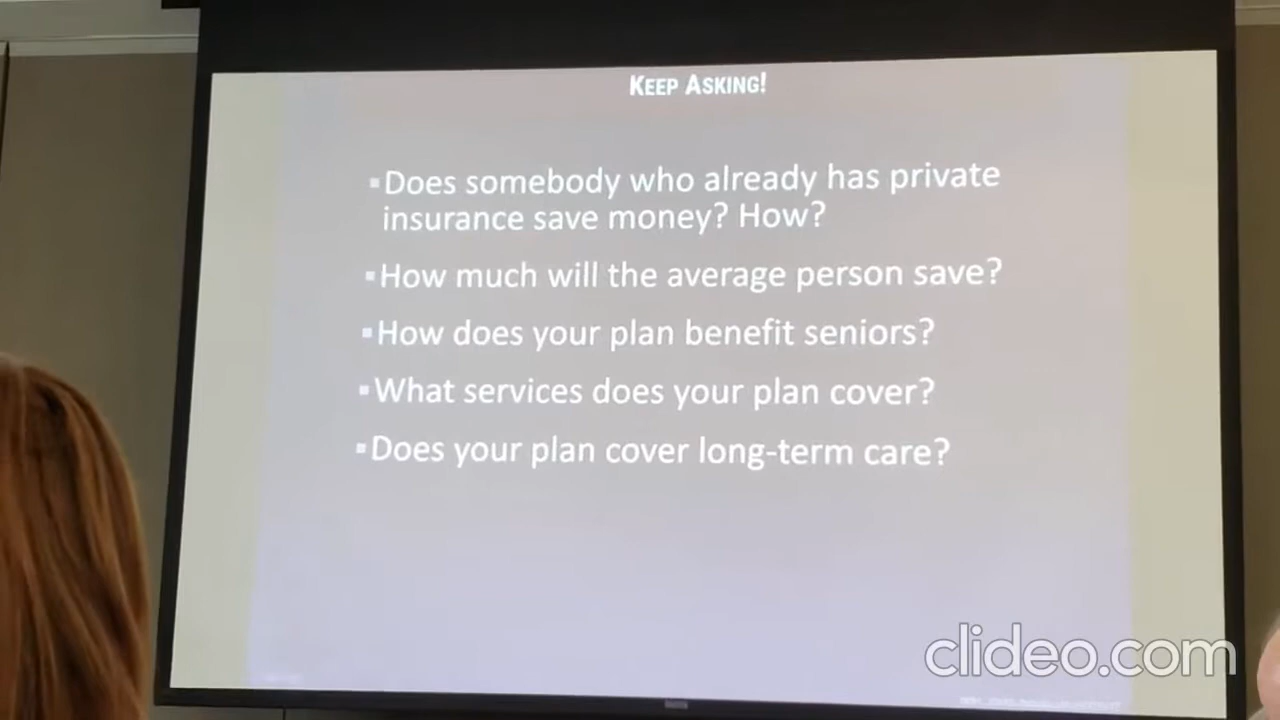 KEEP ASKING!
▪Does somebody who already has private
insurance save money? How?
▪How much will the average person save?
▪How does your plan benefit seniors?
▪What services does your plan cover?
▪Does your plan cover long-term care?
clideo.com